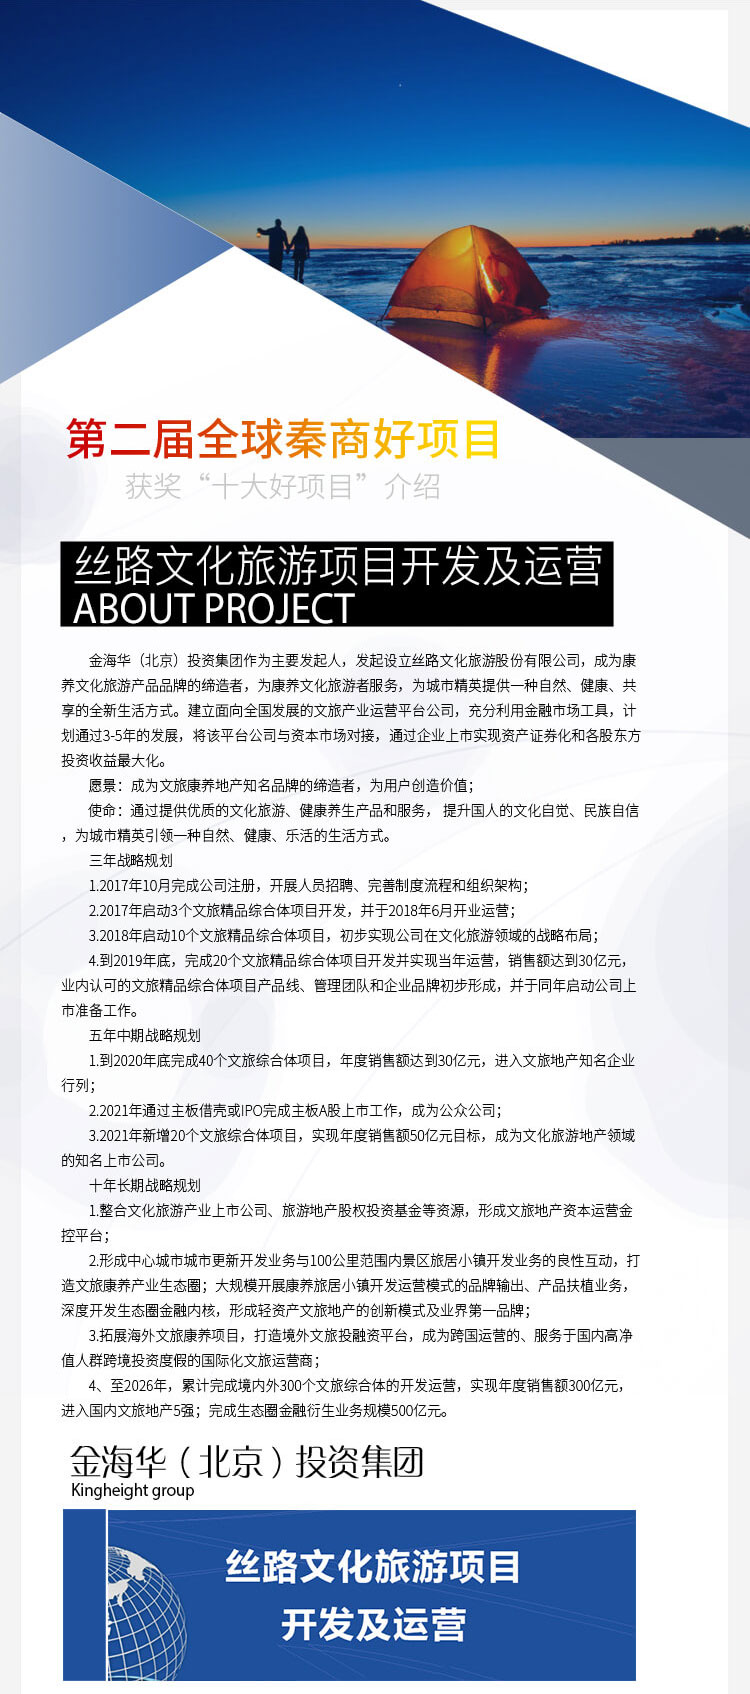 第二届全球秦商好项目
获奖“十大好项目”介绍
丝路文化旅游项目开发及运营
ABOUT PROJECT
金海华（北京）投资集团作为主要发起人，发起设立丝路文化旅游股份有限公司，成为康
养文化旅游产品品牌的缔造者，为康养文化旅游者服务，为城市精英提供一种自然、健康、共
享的全新生活方式。建立面向全国发展的文旅产业运营平台公司，充分利用金融市场工具，计
划通过3-5年的发展，将该平台公司与资本市场对接，通过企业上市实现资产证券化和各股东方
投资收益最大化。
愿景：成为文旅康养地产知名品牌的缔造者，为用户创造价值；
使命：通过提供优质的文化旅游、健康养生产品和服务， 提升国人的文化自觉、民族自信
，为城市精英引领一种自然、健康、乐活的生活方式。
三年战略规划
1.2017年10月完成公司注册，开展人员招聘、完善制度流程和组织架构；
2.2017年启动3个文旅精品综合体项目开发，并于2018年6月开业运营；
3.2018年启动10个文旅精品综合体项目，初步实现公司在文化旅游领域的战略布局；
4.到2019年底，完成20个文旅精品综合体项目开发并实现当年运营，销售额达到30亿元，
业内认可的文旅精品综合体项目产品线、管理团队和企业品牌初步形成，并于同年启动公司上
市准备工作。
五年中期战略规划
1.到2020年底完成40个文旅综合体项目，年度销售额达到30亿元，进入文旅地产知名企业
行列；
2.2021年通过主板借壳或IPO完成主板A股上市工作，成为公众公司；
3.2021年新增20个文旅综合体项目，实现年度销售额50亿元目标，成为文化旅游地产领域
的知名上市公司。
十年长期战略规划
1.整合文化旅游产业上市公司、旅游地产股权投资基金等资源，形成文旅地产资本运营金
控平台；
2.形成中心城市城市更新开发业务与100公里范围内景区旅居小镇开发业务的良性互动，打
造文旅康养产业生态圈；大规模开展康养旅居小镇开发运营模式的品牌输出、产品扶植业务，
深度开发生态圈金融内核，形成轻资产文旅地产的创新模式及业界第一品牌；
3.拓展海外文旅康养项目，打造境外文旅投融资平台，成为跨国运营的、服务于国内高净
值人群跨境投资度假的国际化文旅运营商；
4、至2026年，累计完成境内外300个文旅综合体的开发运营，实现年度销售额300亿元，
进入国内文旅地产5强；完成生态圈金融衍生业务规模500亿元。
金海华（北京）投资集团
Kingheight group
丝路文化旅游项目
开发及运营